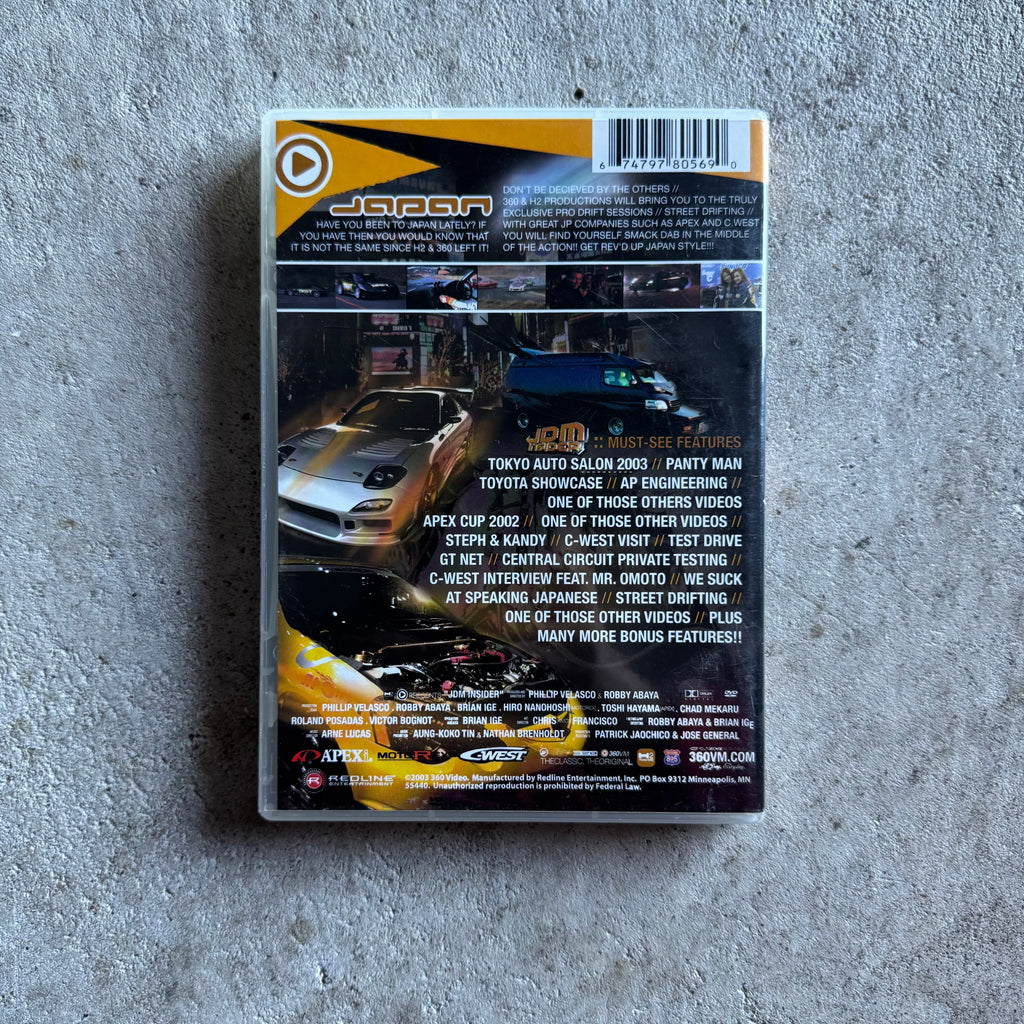 6 74797 80569 0
Japan
HAVE YOU BEEN TO JAPAN LATELY? IF
YOU HAVE THEN YOU WOULD KNOW THAT
IT IS NOT THE SAME SINCE H2 & 360 LEFT IT!
DON'T BE DECIEVED BY THE OTHERS //
360 & H2 PRODUCTIONS WILL BRING YOU TO THE TRULY
EXCLUSIVE PRO DRIFT SESSIONS // STREET DRIFTING //
WITH GREAT JP COMPANIES SUCH AS APEX AND C.WEST
YOU WILL FIND YOURSELF SMACK DAB IN THE MIDDLE
OF THE ACTION!! GET REV'D UP JAPAN STYLE!!!
JDM INSIDER :: MUST-SEE FEATURES
TOKYO AUTO SALON 2003 // PANTY MAN
TOYOTA SHOWCASE // AP ENGINEERING //
ONE OF THOSE OTHERS VIDEOS
APEX CUP 2002 // ONE OF THOSE OTHER VIDEOS //
STEPH & KANDY // C-WEST VISIT // TEST DRIVE
GT NET // CENTRAL CIRCUIT PRIVATE TESTING //
C-WEST INTERVIEW FEAT. MR. OMOTO // WE SUCK
AT SPEAKING JAPANESE // STREET DRIFTING //
ONE OF THOSE OTHER VIDEOS // PLUS
MANY MORE BONUS FEATURES!!
PRESENTS "JDM INSIDER" PHILLIP VELASCO & ROBBY ABAYA
PHILLIP VELASCO . ROBBY ABAYA . BRIAN IGE . HIRO NANOHOSHI . TOSHI HAYAMA . CHAD MEKARU
ROLAND POSADAS . VICTOR BOGNOT BRIAN IGE CHRIS FRANCISCO ROBBY ABAYA & BRIAN IGE
ARNE LUCAS AUNG-KOKO TIN & NATHAN BRENHOLDT PATRICK JAOCHICO & JOSE GENERAL
APEXi. MOTOR C-WEST THECLASSIC. THEORIGINAL. 360VM 360VM.COM
REDLINE ENTERTAINMENT
©2003 360 Video. Manufactured by Redline Entertainment, Inc. PO Box 9312 Minneapolis, MN
55440. Unauthorized reproduction is prohibited by Federal Law.